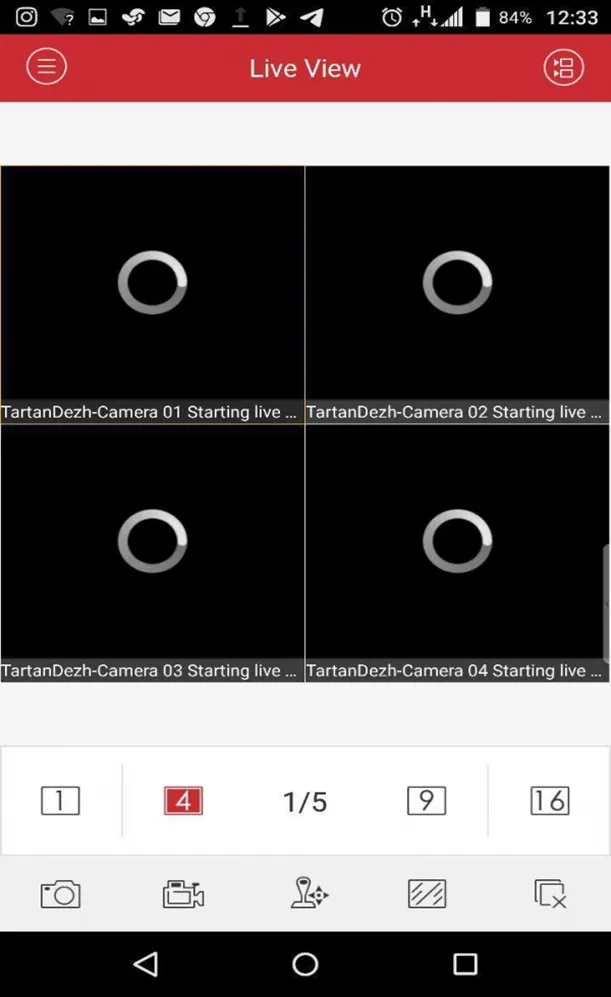 H 84% 12:33
Live View
TartanDezh-Camera 01 Starting live ...
TartanDezh-Camera 02 Starting live ...
TartanDezh-Camera 03 Starting live ...
TartanDezh-Camera 04 Starting live ...
1 4 1/5 9 16